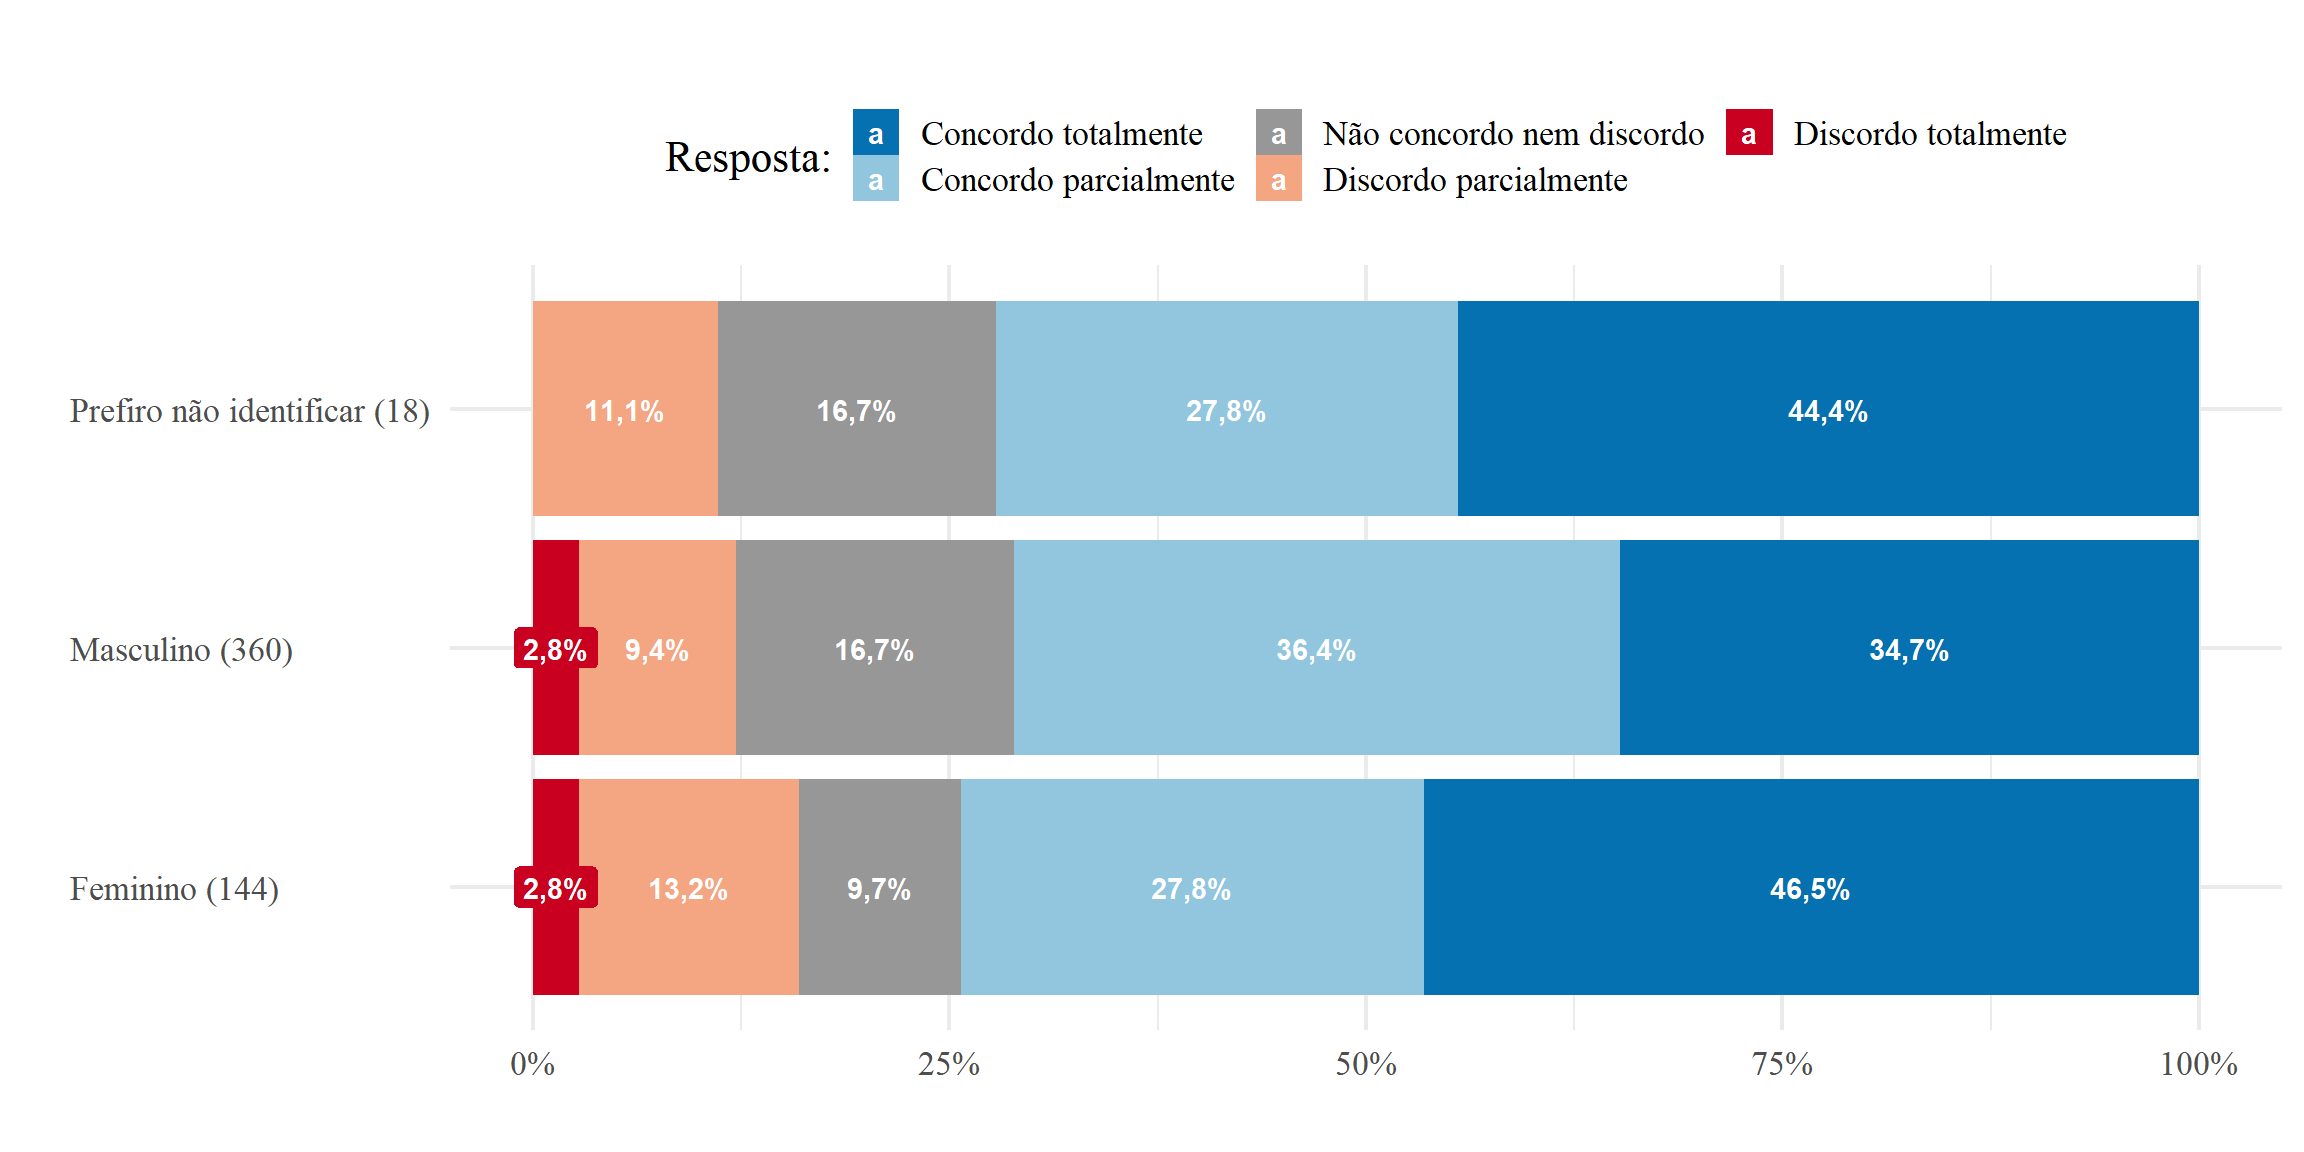 Resposta:
a Concordo totalmente a Não concordo nem discordo a Discordo totalmente
a Concordo parcialmente a Discordo parcialmente
Prefiro não identificar (18) 11,1% 16,7% 27,8% 44,4%
Masculino (360) 2,8% 9,4% 16,7% 36,4% 34,7%
Feminino (144) 2,8% 13,2% 9,7% 27,8% 46,5%
0% 25% 50% 75% 100%